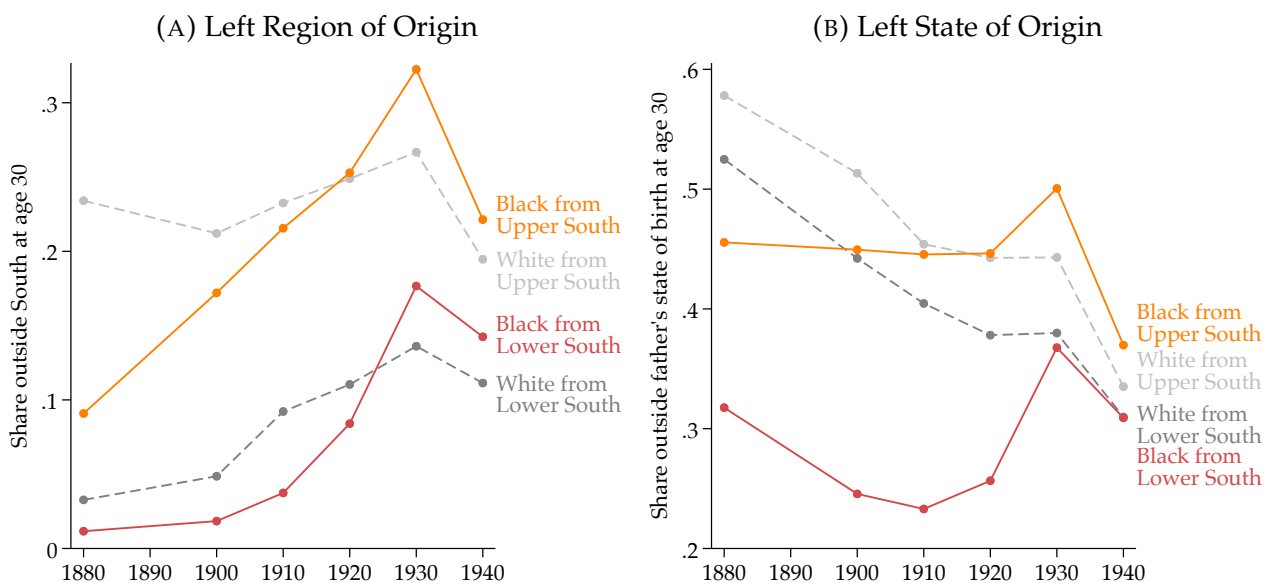 (A) Left Region of Origin
Share outside South at age 30
.3
.2
.1
0
1880 1890 1900 1910 1920 1930 1940
Black from
Upper South
White from
Upper South
Black from
Lower South
White from
Lower South
(B) Left State of Origin
Share outside father's state of birth at age 30
.6
.5
.4
.3
.2
1880 1890 1900 1910 1920 1930 1940
Black from
Upper South
White from
Upper South
White from
Lower South
Black from
Lower South